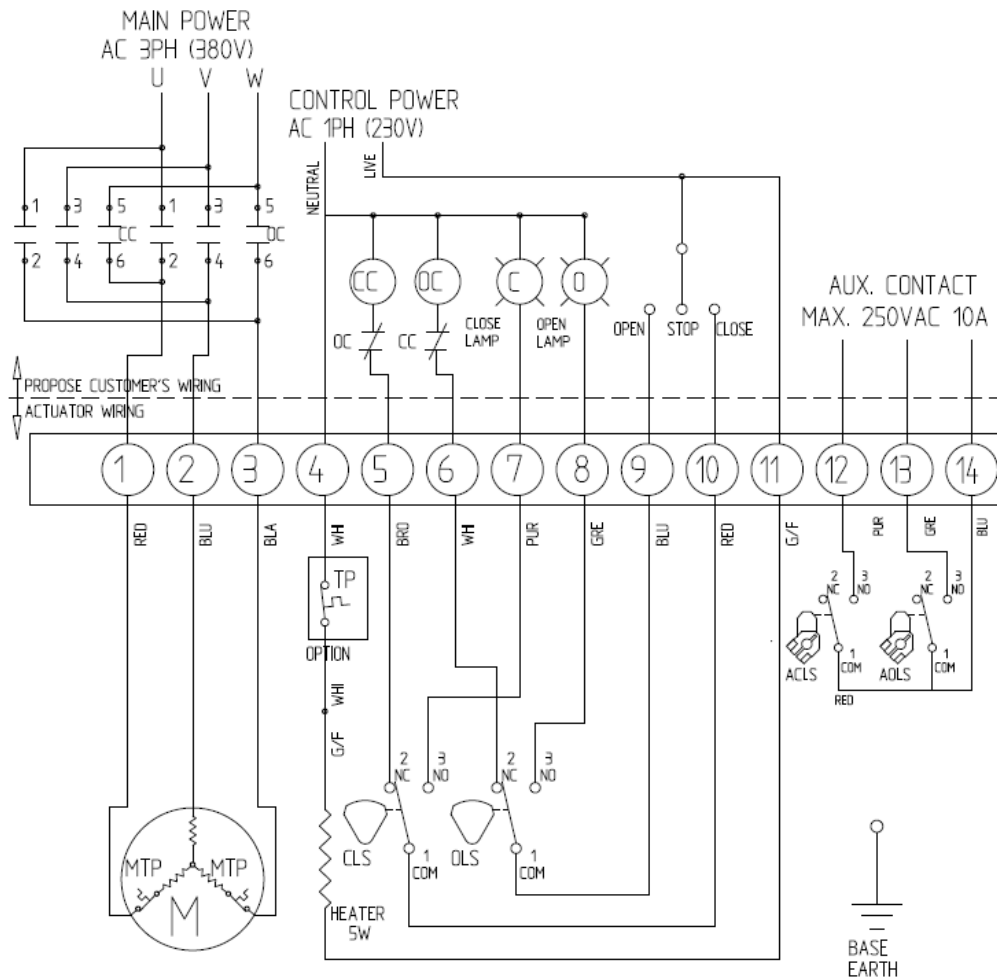 MAIN POWER
AC 3PH (380V)
U V W
CONTROL POWER
AC 1PH (230V)
NEUTRAL
LIVE
1 3 5 1 3 5
CC OC
2 4 6 2 4 6
CC OC C O
OC CC
CLOSE
LAMP
OPEN
LAMP
OPEN STOP CLOSE
AUX. CONTACT
MAX. 250VAC 10A
PROPOSE CUSTOMER'S WIRING
ACTUATOR WIRING
1 2 3 4 5 6 7 8 9 10 11 12 13 14
RED BLU BLA WH BRO WH PUR GRE BLU RED G/F PUR GRE BLU
TP
OPTION
WHI
G/F
2 NC 3 NO
1 COM
ACLS
2 NC 3 NO
1 COM
AOLS
RED
2 NC 3 NO
CLS
1 COM
2 NC 3 NO
OLS
1 COM
MTP MTP
M
HEATER
5W
BASE
EARTH